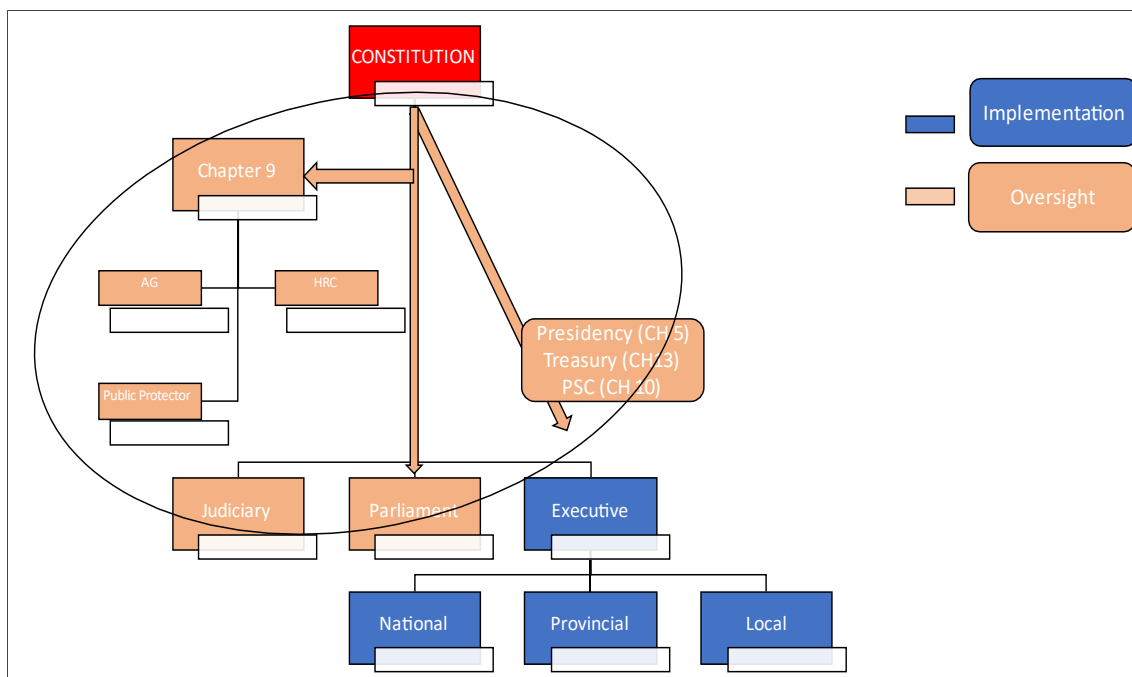 CONSTITUTION
Implementation
Chapter 9
Oversight
AG
HRC
Presidency (CH 5)
Treasury (CH13)
PSC (CH 10)
Public Protector
Judiciary
Parliament
Executive
National
Provincial
Local